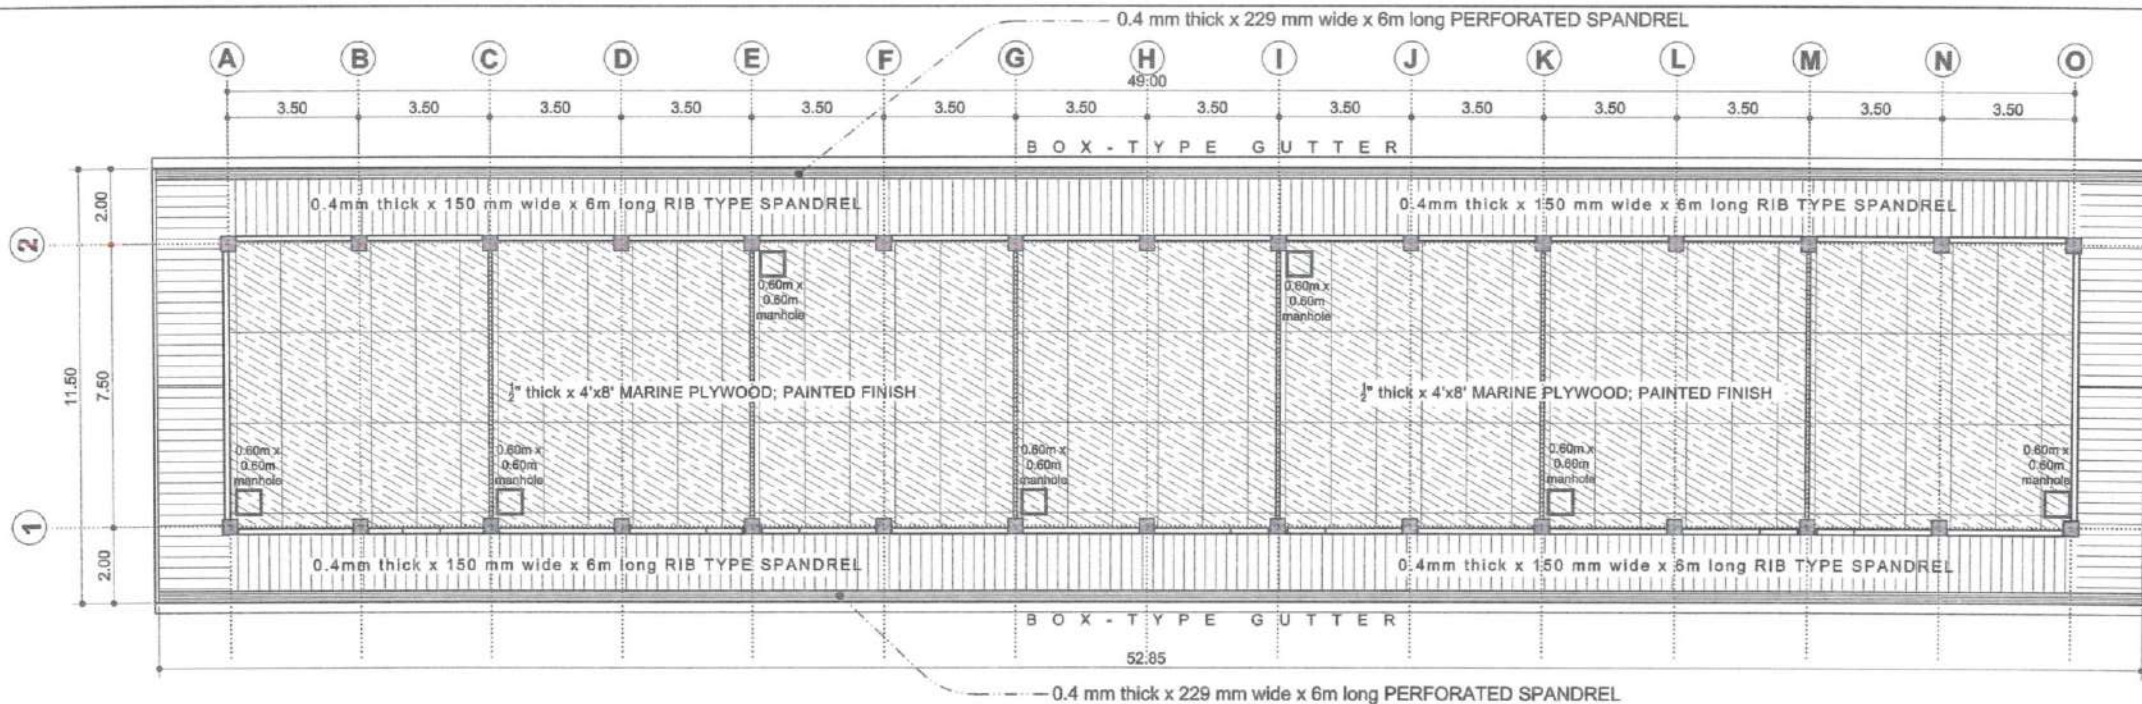 0.4 mm thick x 229 mm wide x 6m long PERFORATED SPANDREL
A B C D E F G H I J K L M N O
49.00
3.50 3.50 3.50 3.50 3.50 3.50 3.50 3.50 3.50 3.50 3.50 3.50 3.50 3.50
BOX-TYPE GUTTER
2.00
0.4mm thick x 150 mm wide x 6m long RIB TYPE SPANDREL
0.4mm thick x 150 mm wide x 6m long RIB TYPE SPANDREL
2
0.60m x
0.60m
manhole
0.60m x
0.60m
manhole
11.50
7.50
1/2" thick x 4'x8' MARINE PLYWOOD; PAINTED FINISH
1/2" thick x 4'x8' MARINE PLYWOOD; PAINTED FINISH
0.60m x
0.60m
manhole
0.60m x
0.60m
manhole
0.60m x
0.60m
manhole
0.60m x
0.60m
manhole
0.60m x
0.60m
manhole
1
2.00
0.4mm thick x 150 mm wide x 6m long RIB TYPE SPANDREL
0.4mm thick x 150 mm wide x 6m long RIB TYPE SPANDREL
BOX-TYPE GUTTER
52.85
0.4 mm thick x 229 mm wide x 6m long PERFORATED SPANDREL